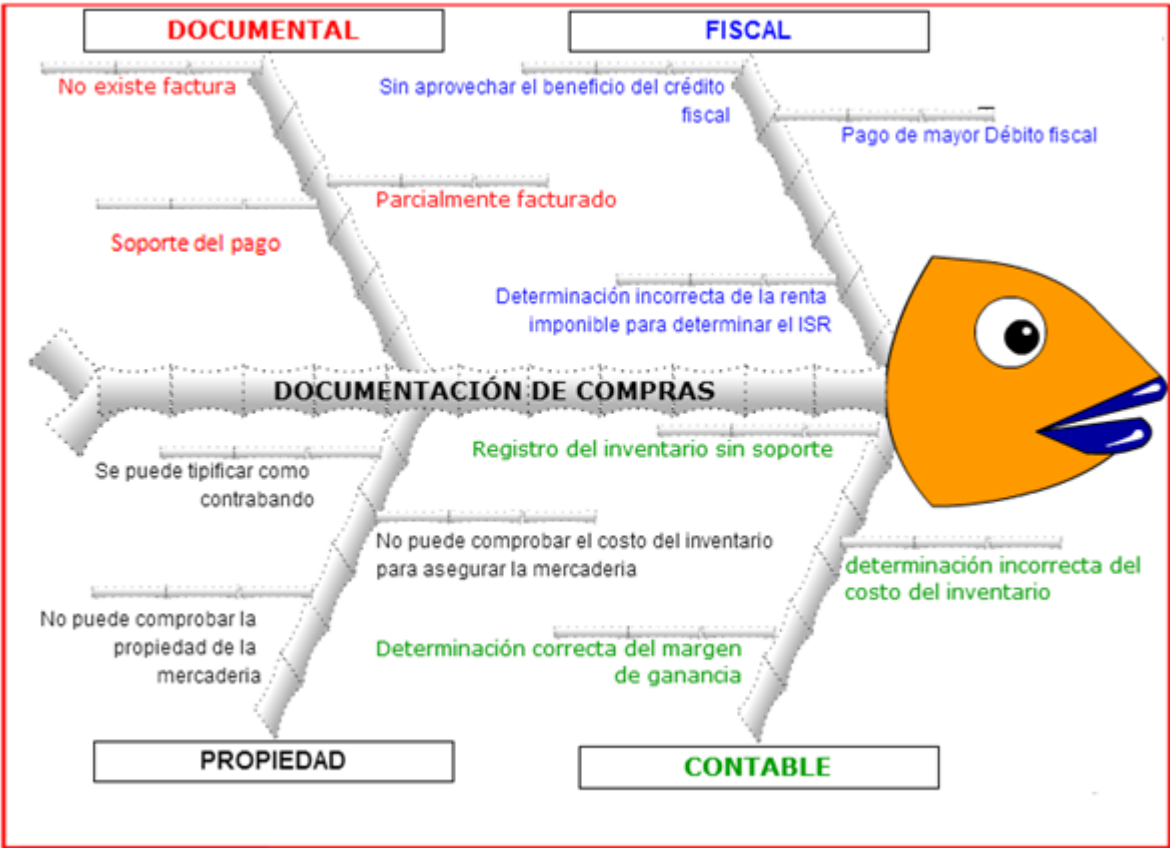 DOCUMENTAL
FISCAL
No existe factura
Sin aprovechar el beneficio del crédito
fiscal
Pago de mayor Débito fiscal
Parcialmente facturado
Soporte del pago
Determinación incorrecta de la renta
imponible para determinar el ISR
DOCUMENTACIÓN DE COMPRAS
Registro del inventario sin soporte
Se puede tipificar como
contrabando
No puede comprobar el costo del inventario
para asegurar la mercaderia
determinación incorrecta del
costo del inventario
No puede comprobar la
propiedad de la
mercaderia
Determinación correcta del margen
de ganancia
PROPIEDAD
CONTABLE